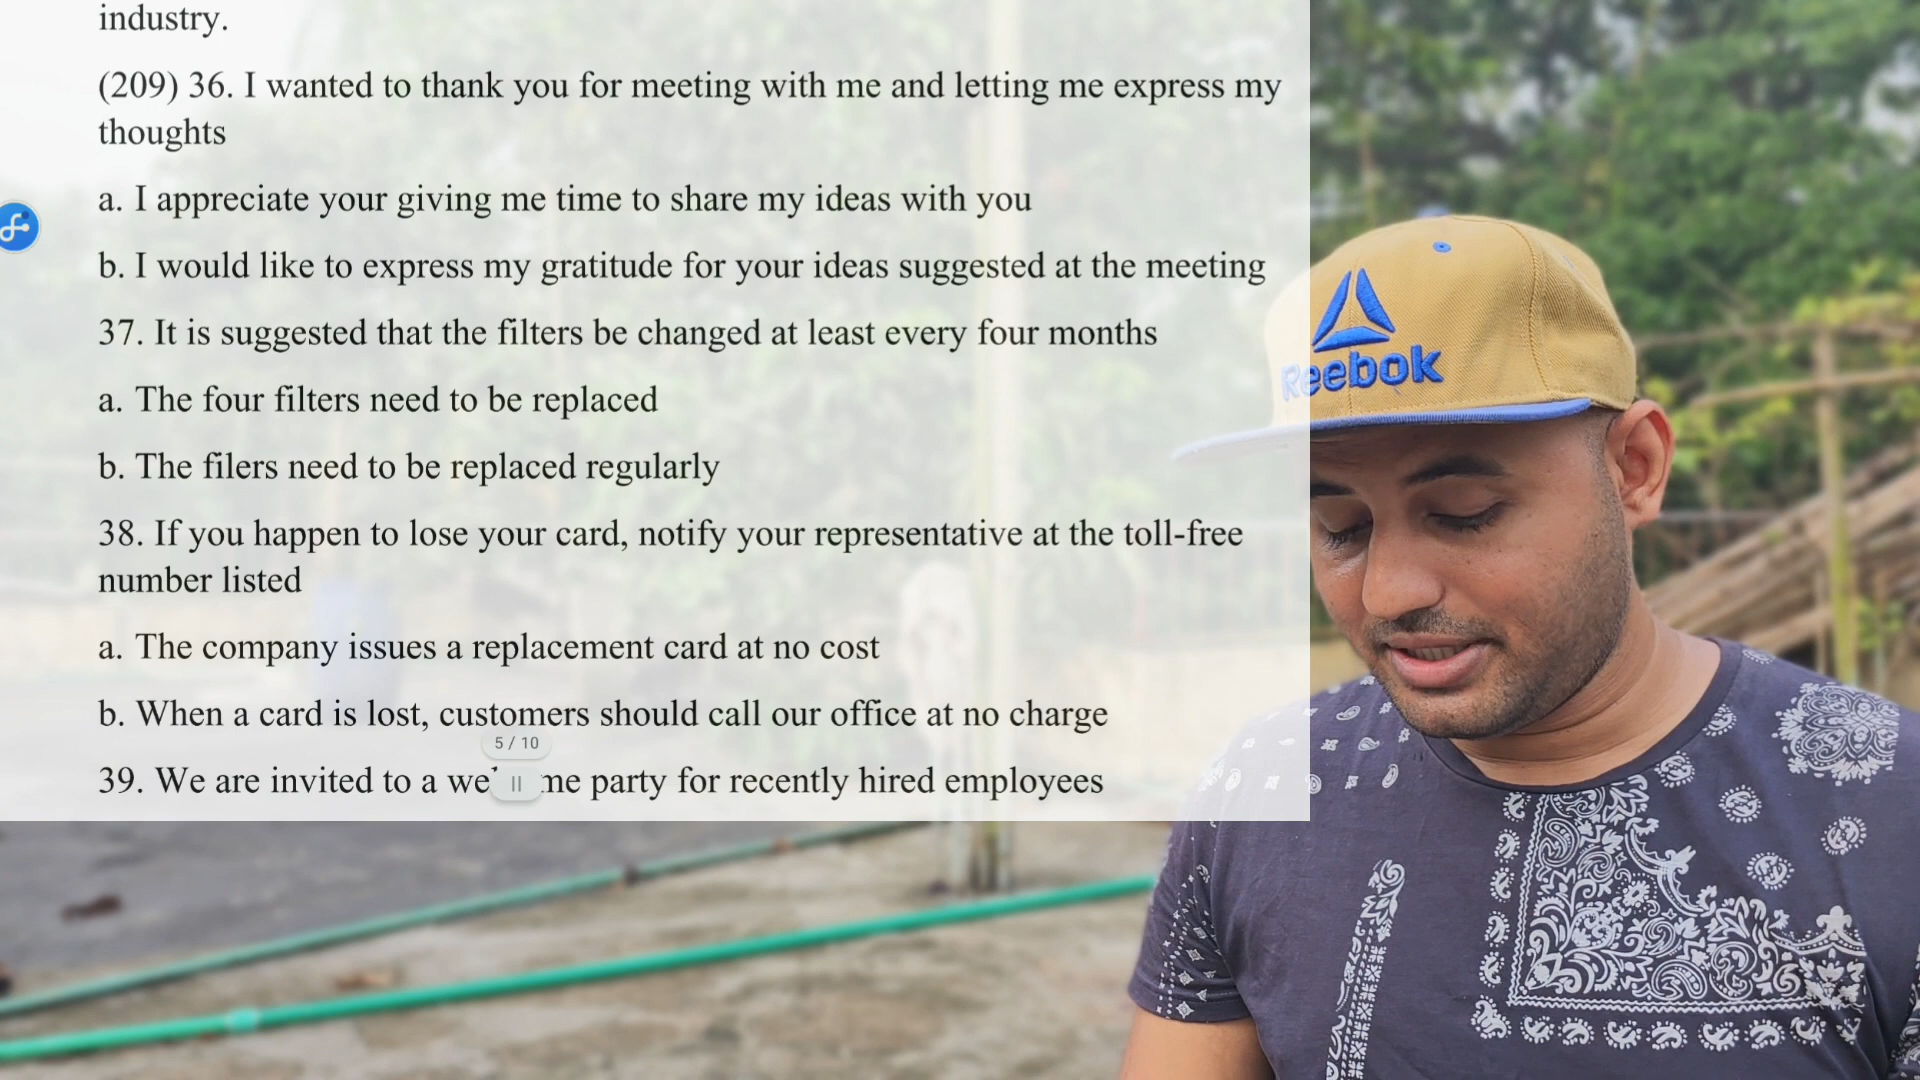 industry.
(209) 36. I wanted to thank you for meeting with me and letting me express my
thoughts
a. I appreciate your giving me time to share my ideas with you
b. I would like to express my gratitude for your ideas suggested at the meeting
37. It is suggested that the filters be changed at least every four months
a. The four filters need to be replaced
b. The filers need to be replaced regularly
38. If you happen to lose your card, notify your representative at the toll-free
number listed
a. The company issues a replacement card at no cost
b. When a card is lost, customers should call our office at no charge
5 / 10
39. We are invited to a we me party for recently hired employees
Reebok